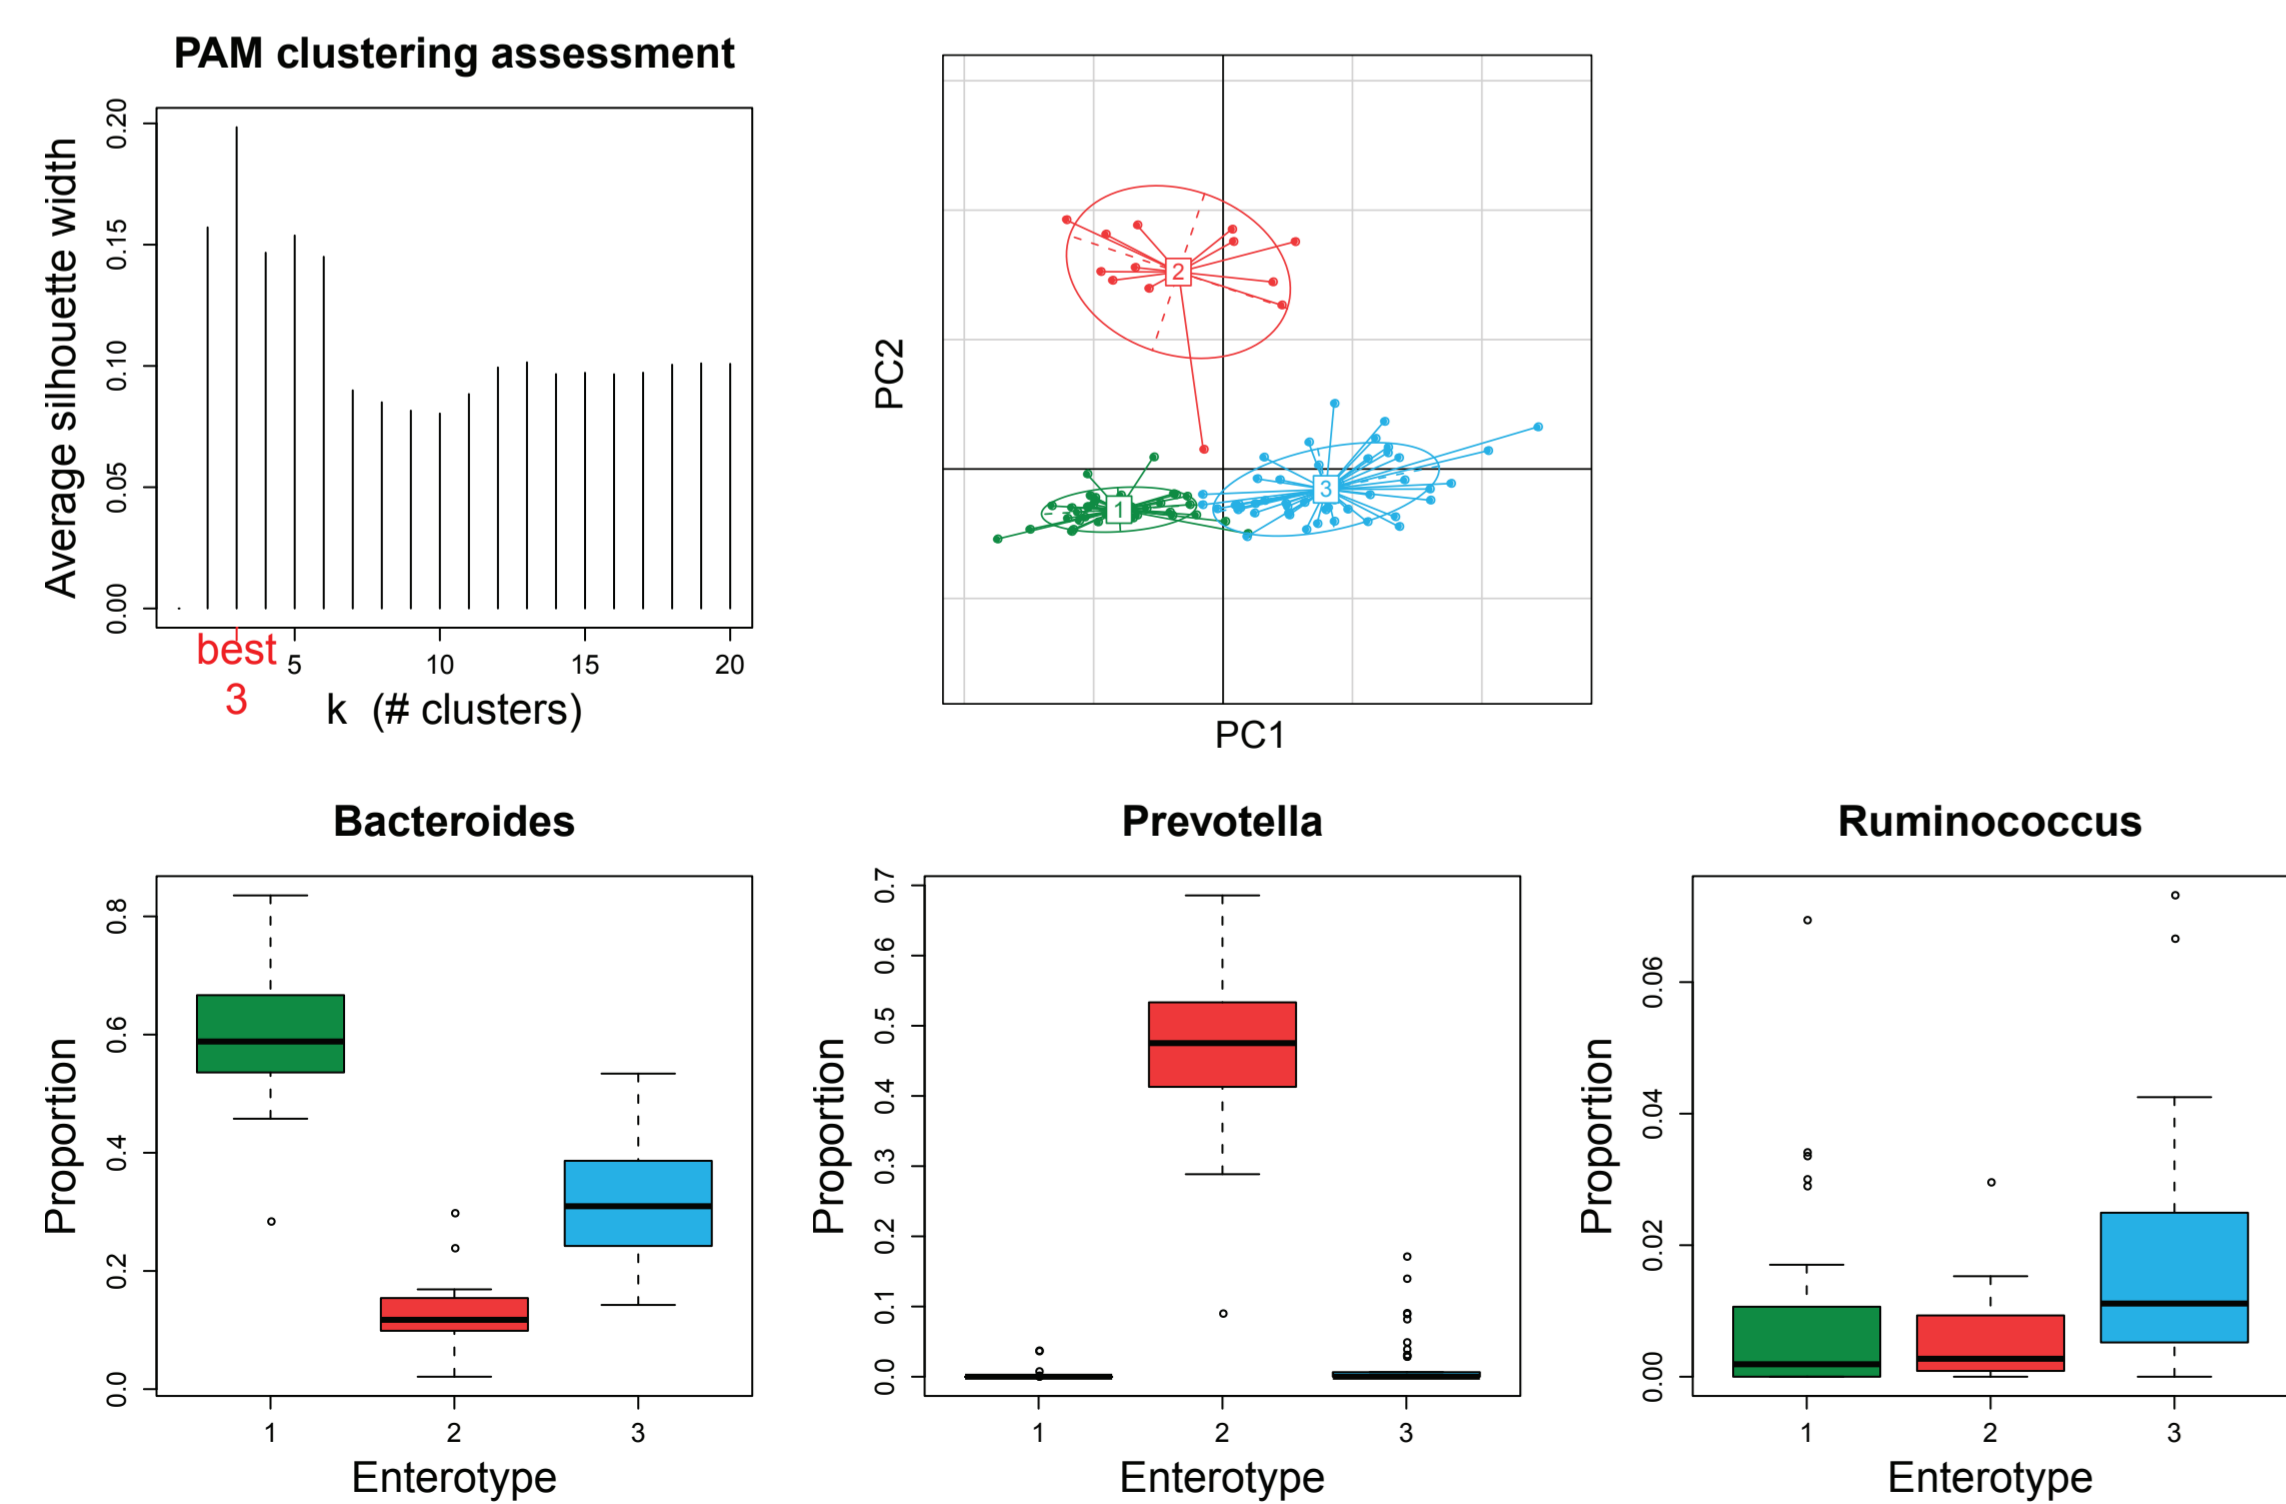 PAM clustering assessment
Average silhouette width
0.00 0.05 0.10 0.15 0.20
best 5 10 15 20
3
k (# clusters)
PC2
2
1
3
PC1
Bacteroides
Proportion
0.0 0.2 0.4 0.6 0.8
1 2 3
Enterotype
Prevotella
Proportion
0.0 0.1 0.2 0.3 0.4 0.5 0.6 0.7
1 2 3
Enterotype
Ruminococcus
Proportion
0.00 0.02 0.04 0.06
1 2 3
Enterotype